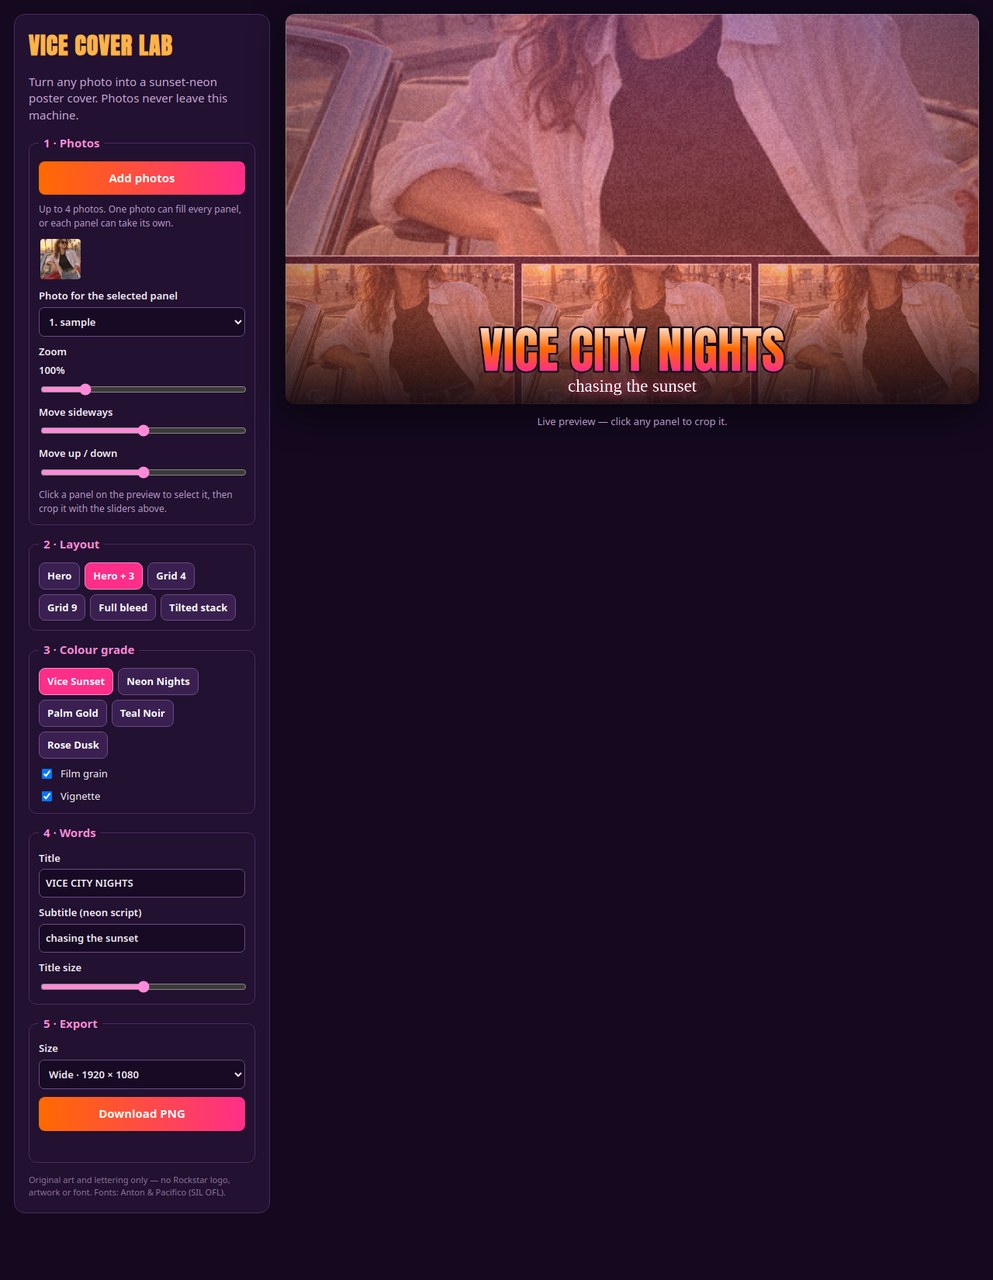 VICE COVER LAB
Turn any photo into a sunset-neon
poster cover. Photos never leave this
machine.
1 · Photos
Add photos
Up to 4 photos. One photo can fill every panel,
or each panel can take its own.
Photo for the selected panel
1. sample
Zoom
100%
Move sideways
Move up / down
Click a panel on the preview to select it, then
crop it with the sliders above.
2 · Layout
Hero
Hero + 3
Grid 4
Grid 9
Full bleed
Tilted stack
3 · Colour grade
Vice Sunset
Neon Nights
Palm Gold
Teal Noir
Rose Dusk
Film grain
Vignette
4 · Words
Title
VICE CITY NIGHTS
Subtitle (neon script)
chasing the sunset
Title size
5 · Export
Size
Wide · 1920 × 1080
Download PNG
Original art and lettering only — no Rockstar logo,
artwork or font. Fonts: Anton & Pacifico (SIL OFL).
VICE CITY NIGHTS
chasing the sunset
Live preview — click any panel to crop it.